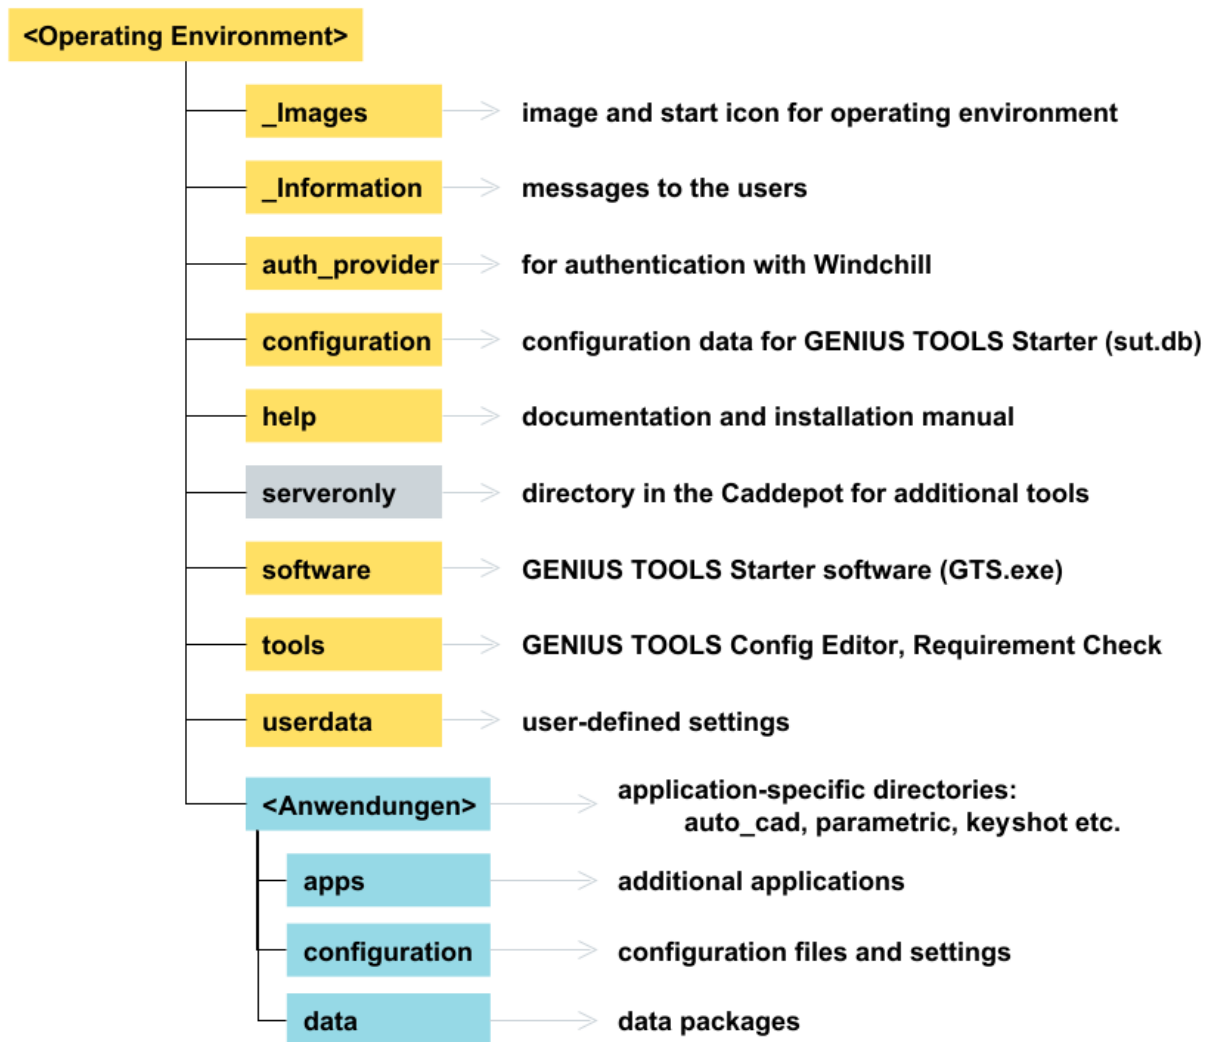 <Operating Environment>
_Images image and start icon for operating environment
_Information messages to the users
auth_provider for authentication with Windchill
configuration configuration data for GENIUS TOOLS Starter (sut.db)
help documentation and installation manual
serveronly directory in the Caddepot for additional tools
software GENIUS TOOLS Starter software (GTS.exe)
tools GENIUS TOOLS Config Editor, Requirement Check
userdata user-defined settings
<Anwendungen> application-specific directories:
auto_cad, parametric, keyshot etc.
apps additional applications
configuration configuration files and settings
data data packages